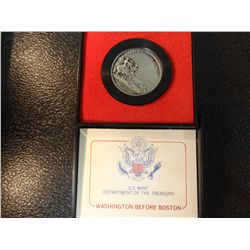 U.S. MINT
DEPARTMENT OF THE TREASURY
WASHINGTON BEFORE BOSTON